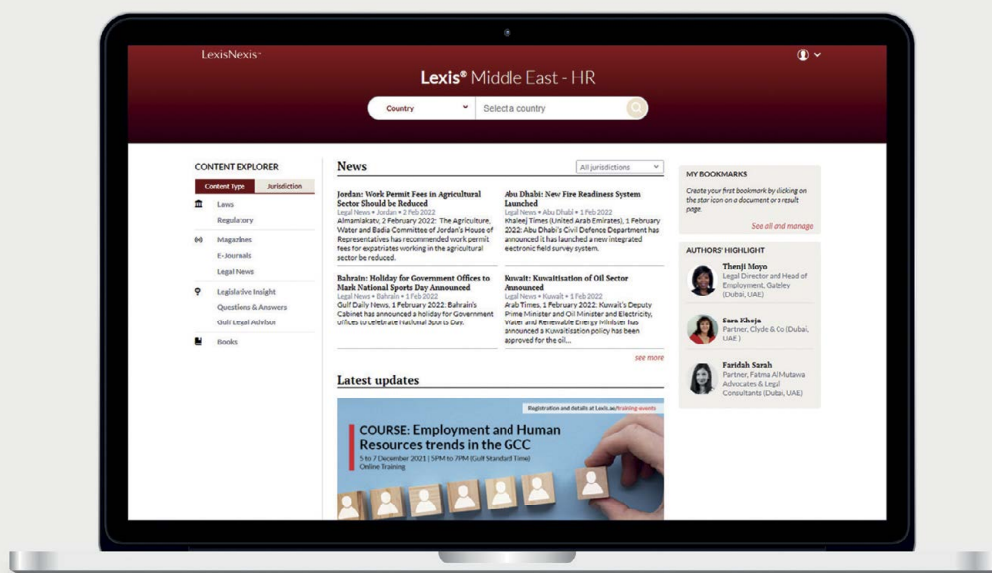 LexisNexis™
Lexis® Middle East - HR
Country
Select a country
CONTENT EXPLORER
Content Type
Jurisdiction
Laws
Regulatory
Magazines
E-Journals
Legal News
Legislative Insight
Questions & Answers
Gulf Legal Advisor
Books
News
All jurisdictions
Jordan: Work Permit Fees in Agricultural
Sector Should be Reduced
Legal News • Jordan • 2 Feb 2022
Almamlakatv, 2 February 2022: The Agriculture,
Water and Badia Committee of Jordan's House of
Representatives has recommended work permit
fees for expatriates working in the agricultural
sector be reduced.
Abu Dhabi: New Fire Readiness System
Launched
Legal News • Abu Dhabi • 1 Feb 2022
Khaleej Times (United Arab Emirates), 1 February
2022: Abu Dhabi's Civil Defence Department has
announced it has launched a new integrated
electronic field survey system.
Bahrain: Holiday for Government Offices to
Mark National Sports Day Announced
Legal News • Bahrain • 1 Feb 2022
Gulf Daily News, 1 February 2022: Bahrain's
Cabinet has announced a holiday for Government
offices to celebrate National Sports Day.
Kuwait: Kuwaitisation of Oil Sector
Announced
Legal News • Kuwait • 1 Feb 2022
Arab Times, 1 February 2022: Kuwait's Deputy
Prime Minister and Oil Minister and Electricity,
Water and Renewable Energy Minister has
announced a Kuwaitisation policy has been
approved for the oil...
see more
Latest updates
Registration and details at Lexis.ae/training-events
COURSE: Employment and Human
Resources trends in the GCC
5 to 7 December 2021 | 5PM to 7PM (Gulf Standard Time)
Online Training
MY BOOKMARKS
Create your first bookmark by clicking on
the star icon on a document or a result
page.
See all and manage
AUTHORS' HIGHLIGHT
Thenji Moyo
Legal Director and Head of
Employment, Gateley
(Dubai, UAE)
Sara Khoja
Partner, Clyde & Co (Dubai,
UAE )
Faridah Sarah
Partner, Fatma AlMutawa
Advocates & Legal
Consultants (Dubai, UAE)